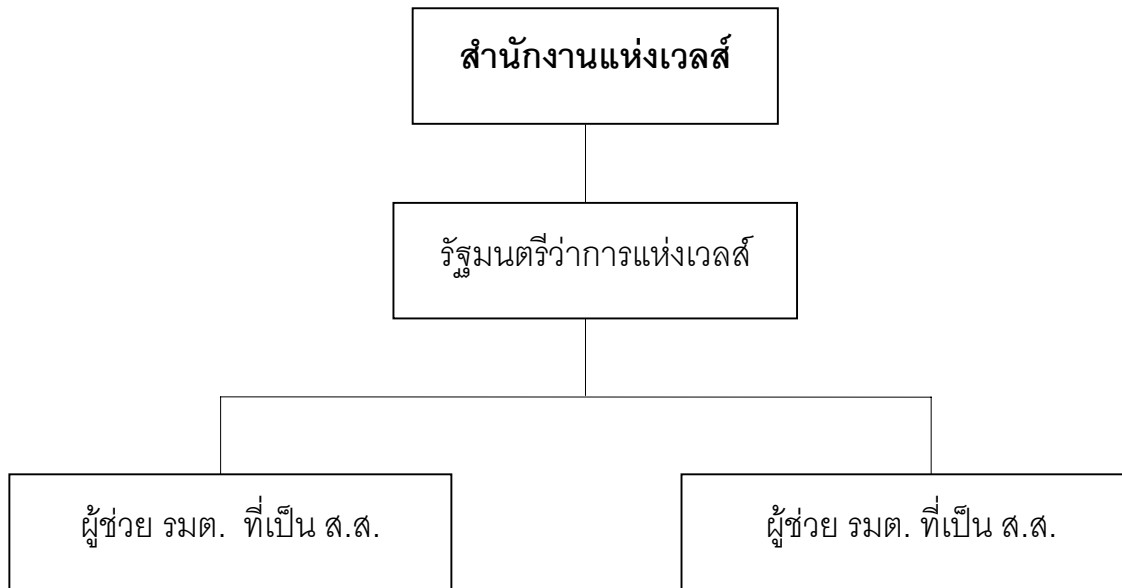 สำนักงานแห่งเวลส์
รัฐมนตรีว่าการแห่งเวลส์
ผู้ช่วย รมต. ที่เป็น ส.ส.
ผู้ช่วย รมต. ที่เป็น ส.ส.